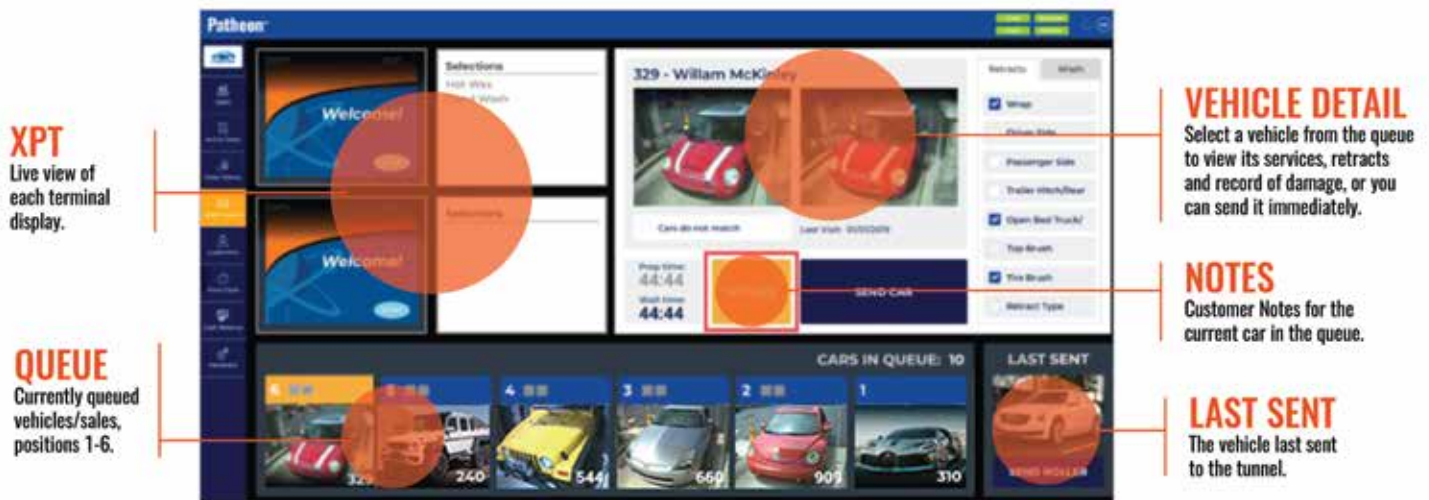 Patheon
XPT
Live view of
each terminal
display.
Welcome!
Selections
Hot Wax
Wash
Welcome!
Selections
329 - Willam McKinley
Cars do not match
Last Visit: 01/01/2019
Prep time:
44:44
Wait time:
44:44
SEND CAR
Retracts
Wash
Wrap
Driver Side
Passenger Side
Trailer Hitch/Rear
Open Bed Truck/
Top Brush
Tire Brush
Retract Type
VEHICLE DETAIL
Select a vehicle from the queue
to view its services, retracts
and record of damage, or you
can send it immediately.
NOTES
Customer Notes for the
current car in the queue.
QUEUE
Currently queued
vehicles/sales,
positions 1-6.
CARS IN QUEUE: 10
6
5
4
3
2
1
329
240
544
660
909
310
LAST SENT
SEND ROLLER
LAST SENT
The vehicle last sent
to the tunnel.